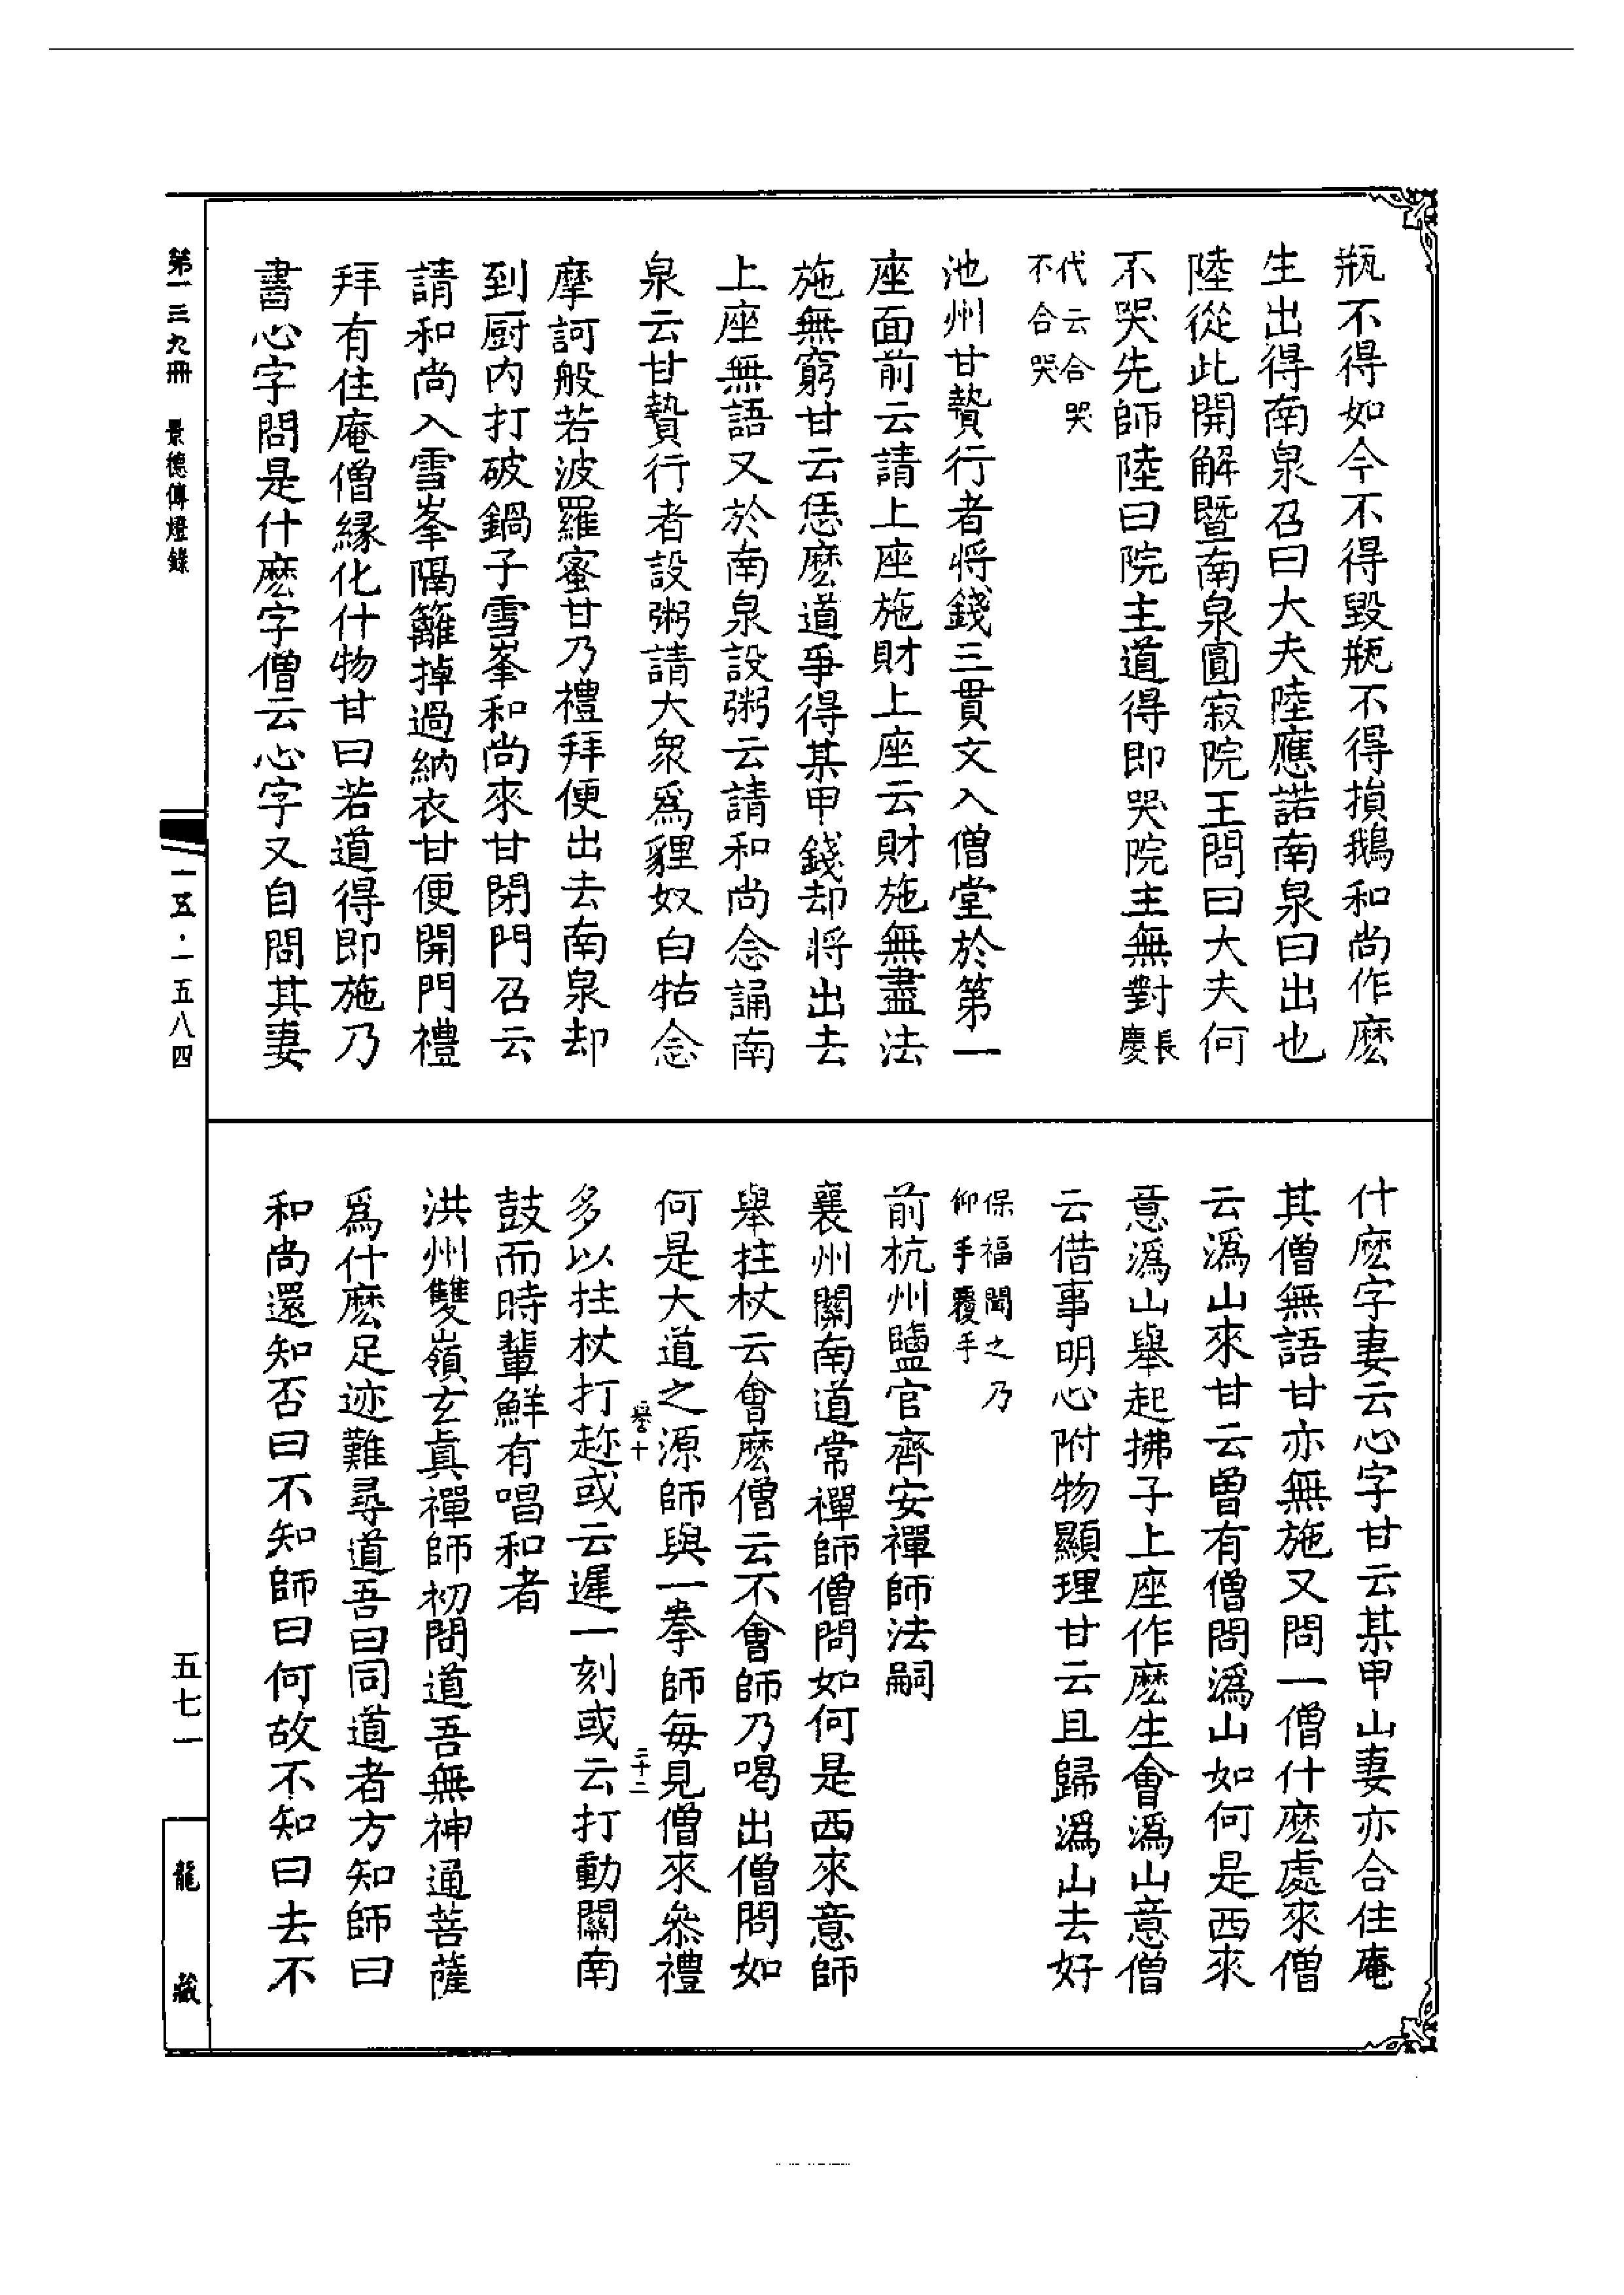 瓶不得如今不得毀瓶不得損鵝和尚作麽
生出得南泉召曰大夫陸應諾南泉曰出也
陸從此開解暨南泉圓寂院主問曰大夫何
不哭先師陸曰院主道得即哭院主無對長慶
代云合哭
不合哭
池州甘贄行者將錢三貫文入僧堂於第一
座面前云請上座施財上座云財施無盡法
施無窮甘云恁麽道爭得某甲錢却將出去
上座無語又於南泉設粥云請和尚念誦南
泉云甘贄行者設粥請大衆爲貍奴白牯念
摩訶般若波羅蜜甘乃禮拜便出去南泉却
到厨内打破鍋子雪峯和尚來甘閉門召云
請和尚入雪峯隔籬掉過納衣甘便開門禮
拜有住庵僧緣化什物甘曰若道得即施乃
書心字問是什麽字僧云心字又自問其妻
什麽字妻云心字甘云某甲山妻亦合住庵
其僧無語甘亦無施又問一僧什麽處來僧
云潙山來甘云曾有僧問潙山如何是西來
意潙山舉起拂子上座作麽生會潙山意僧
云借事明心附物顯理甘云且歸潙山去好
保福聞之乃
仰手覆手
前杭州鹽官齊安禪師法嗣
襄州關南道常禪師僧問如何是西來意師
舉拄杖云會麽僧云不會師乃喝出僧問如
何是大道之源師與一拳師每見僧來叅禮
十
二十二
多以拄杖打趂或云遲一刻或云打動關南
鼓而時輩鮮有唱和者
洪州雙嶺玄眞禪師初問道吾無神通菩薩
爲什麽足迹難尋道吾曰同道者方知師曰
和尚還知否曰不知師曰何故不知曰去不
第一三九冊 景德傳燈錄
一五·一五八四
五七一
龍藏